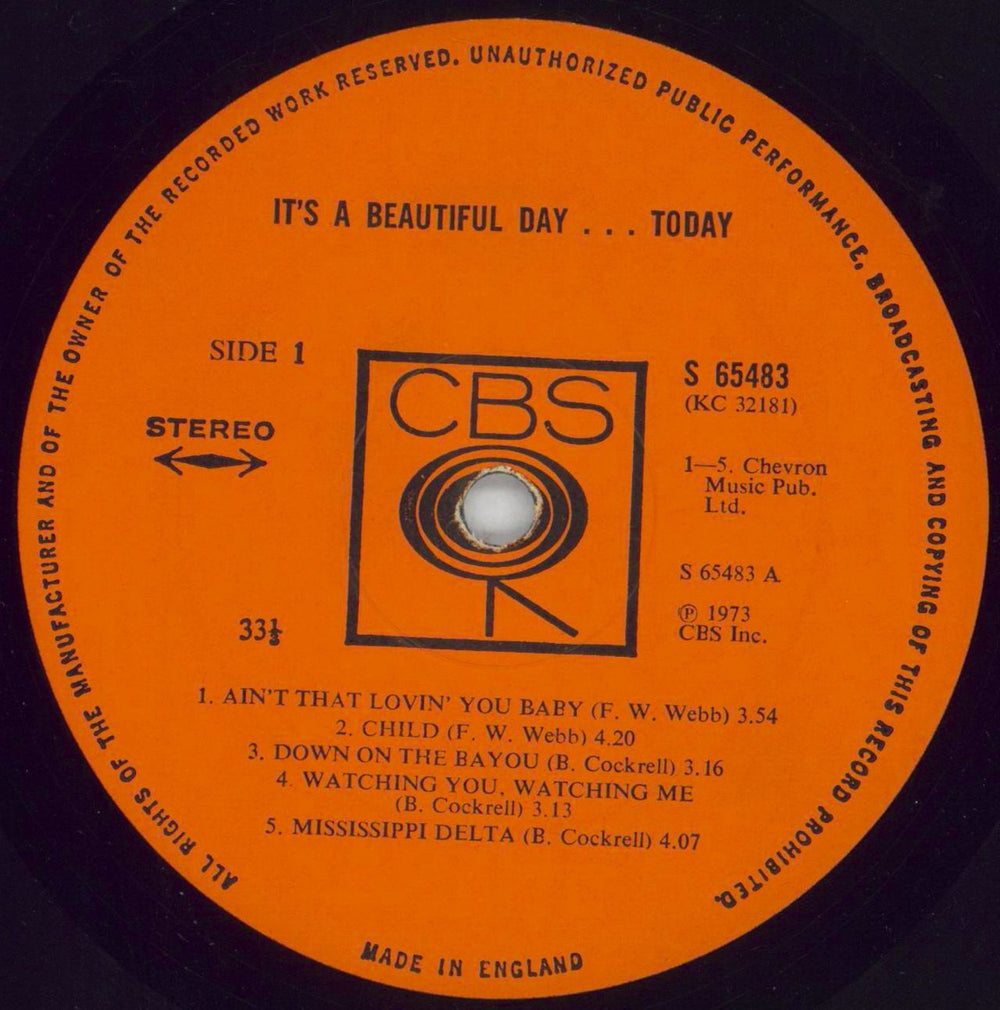 ALL RIGHTS OF THE MANUFACTURER AND OF THE OWNER OF THE RECORDED WORK RESERVED. UNAUTHORIZED PUBLIC PERFORMANCE, BROADCASTING AND COPYING OF THIS RECORD PROHIBITED.
IT'S A BEAUTIFUL DAY . . . TODAY
SIDE 1
STEREO
33⅓
CBS
S 65483
(KC 32181)
1—5. Chevron
Music Pub.
Ltd.
S 65483 A
℗ 1973
CBS Inc.
1. AIN'T THAT LOVIN' YOU BABY (F. W. Webb) 3.54
2. CHILD (F. W. Webb) 4.20
3. DOWN ON THE BAYOU (B. Cockrell) 3.16
4. WATCHING YOU, WATCHING ME
(B. Cockrell) 3.13
5. MISSISSIPPI DELTA (B. Cockrell) 4.07
MADE IN ENGLAND